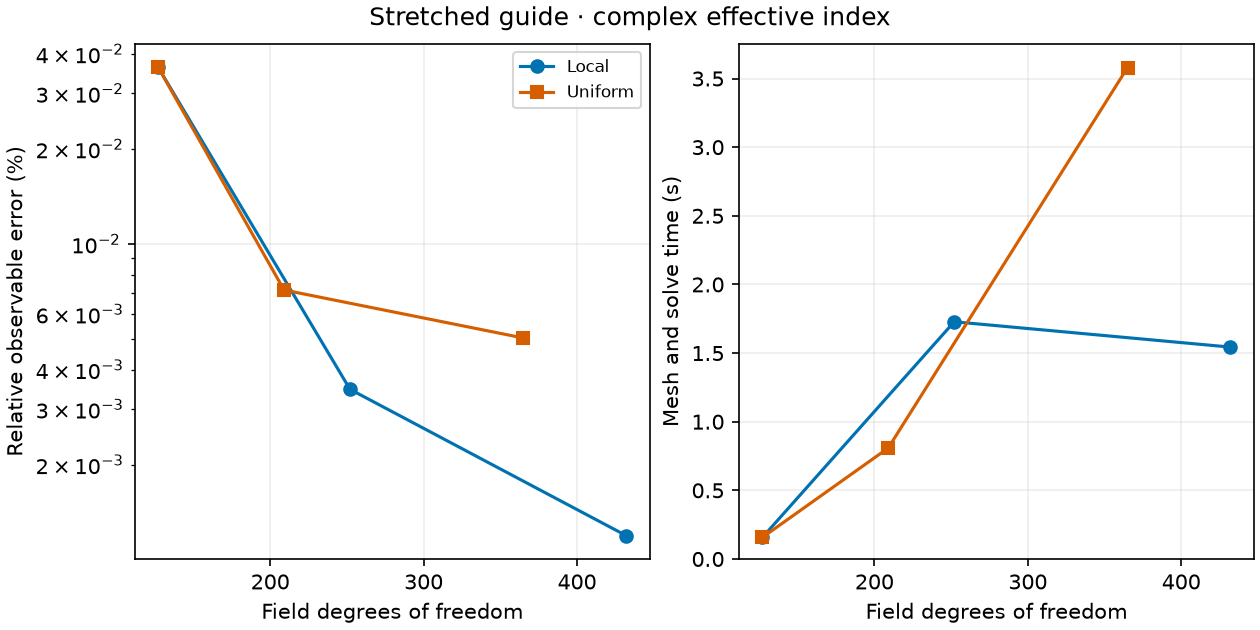 Stretched guide · complex effective index
Relative observable error (%)
4 × 10⁻²
3 × 10⁻²
2 × 10⁻²
10⁻²
6 × 10⁻³
4 × 10⁻³
3 × 10⁻³
2 × 10⁻³
Local
Uniform
200 300 400
Field degrees of freedom
Mesh and solve time (s)
3.5
3.0
2.5
2.0
1.5
1.0
0.5
0.0
200 300 400
Field degrees of freedom